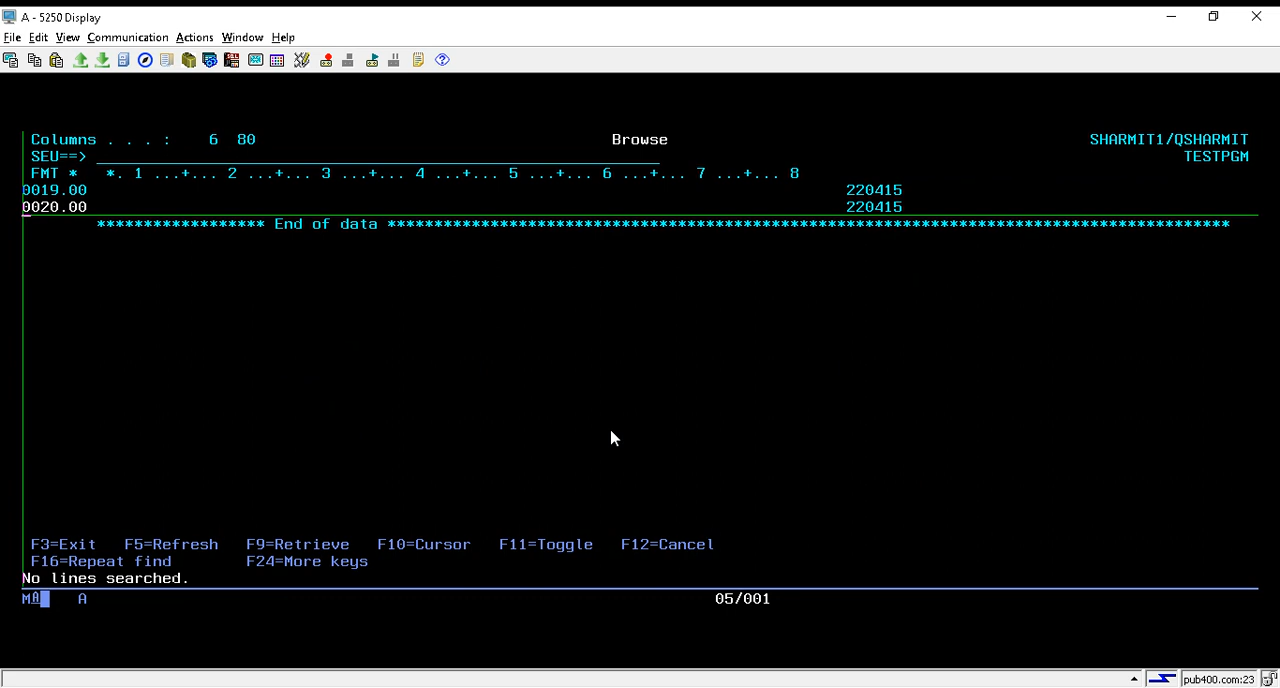 A - 5250 Display
File Edit View Communication Actions Window Help
Columns . . . : 6 80 Browse SHARMIT1/QSHARMIT
SEU==> TESTPGM
FMT * *. 1 ...+... 2 ...+... 3 ...+... 4 ...+... 5 ...+... 6 ...+... 7 ...+... 8
0019.00 220415
0020.00 220415
****************** End of data ******************************************************************************************
F3=Exit F5=Refresh F9=Retrieve F10=Cursor F11=Toggle F12=Cancel
F16=Repeat find F24=More keys
No lines searched.
MA A 05/001
pub400.com:23